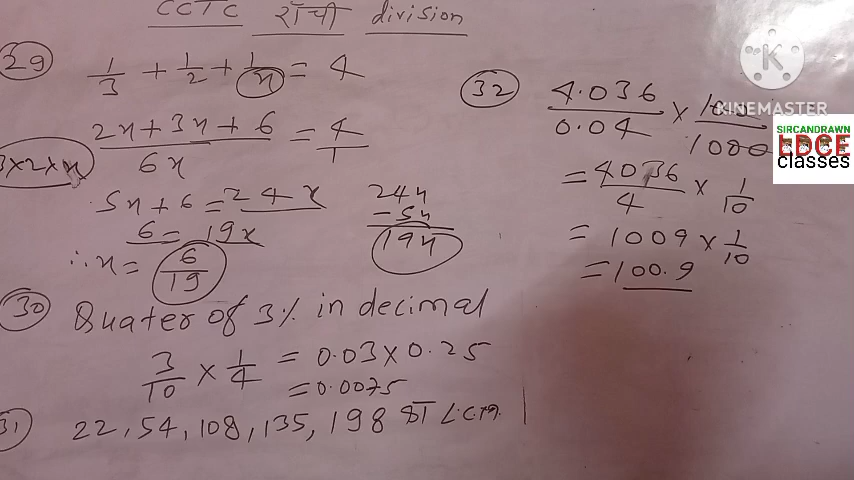 CCTC राँची division
29
1/3 + 1/2 + 1/x = 4
(2x + 3x + 6)/6x = 4/1
3×2×x
5x + 6 = 24x
6 = 19x
∴ x = 6/19
24x
- 5x
19x
30 Quater of 3% in decimal
3/10 × 1/4 = 0.03 × 0.25
= 0.0075
31 22, 54, 108, 135, 198 का L.C.M.
32
4.036/0.04 ×
1000
= 4036/4 × 1/10
= 1009 × 1/10
= 100.9
KINEMASTER
SIRCANDRAWN
EDCE
classes